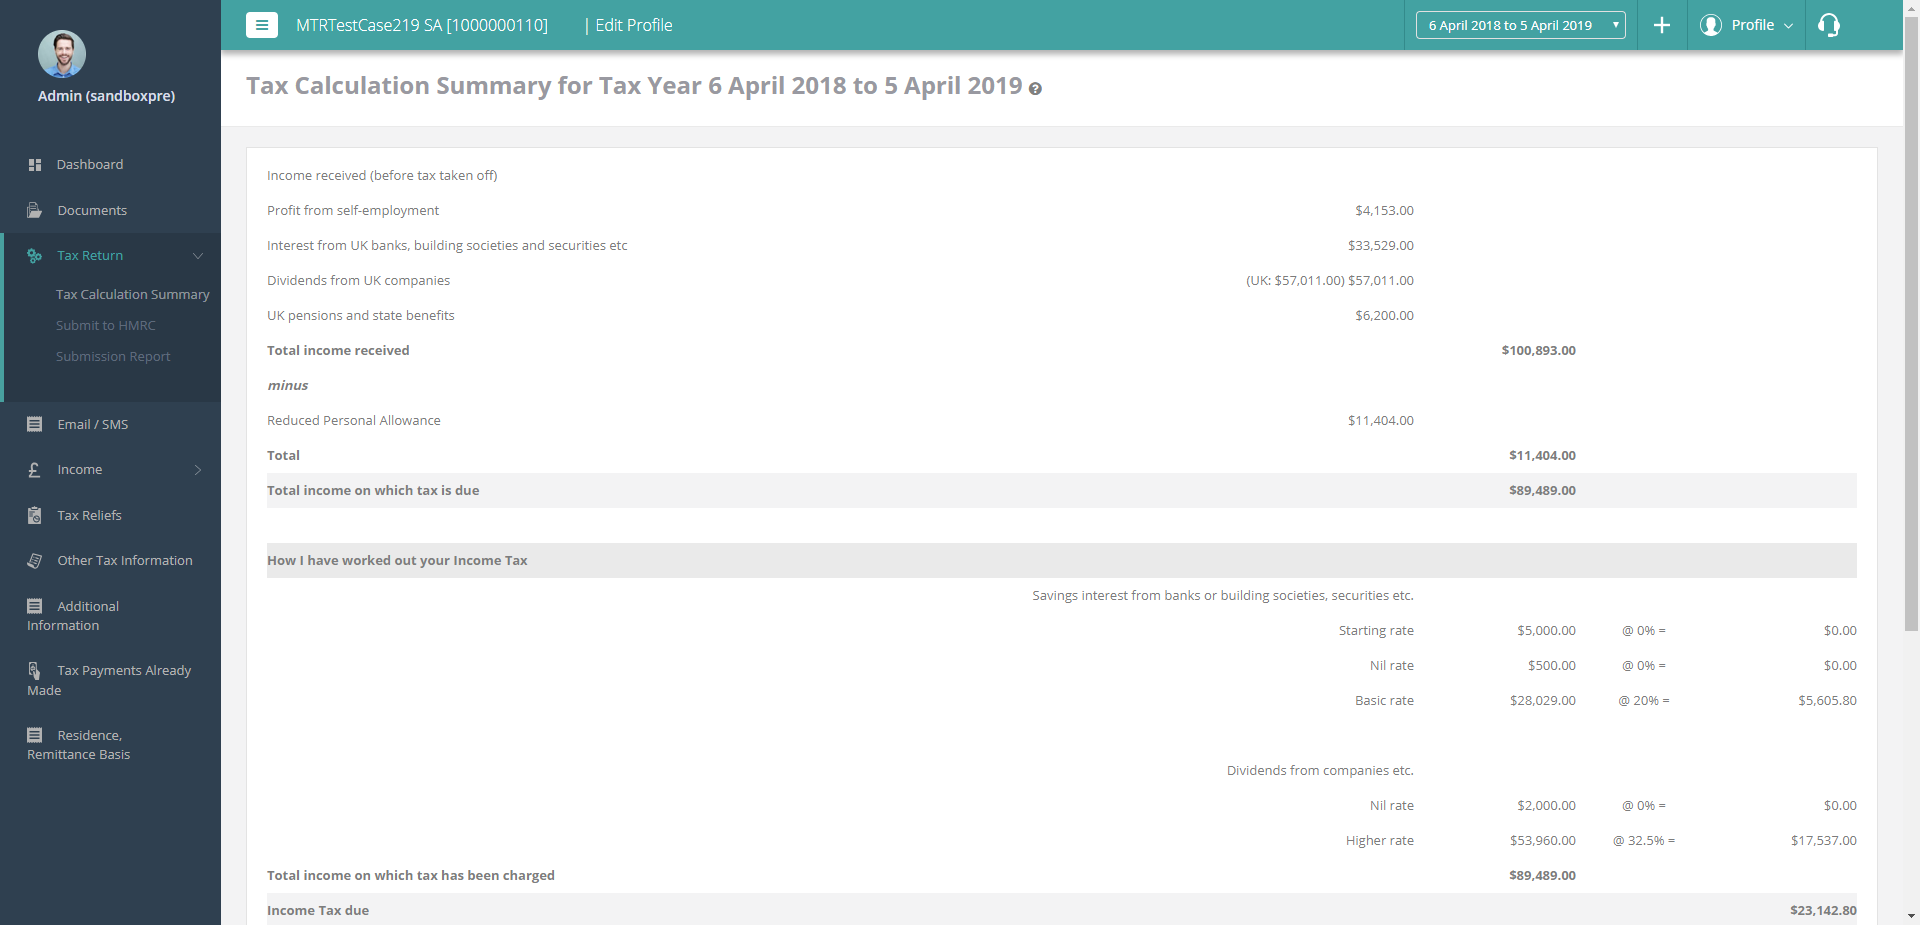 MTRTestCase219 SA [1000000110] | Edit Profile
6 April 2018 to 5 April 2019
Profile
Admin (sandboxpre)
Dashboard
Documents
Tax Return
Tax Calculation Summary
Submit to HMRC
Submission Report
Email / SMS
Income
Tax Reliefs
Other Tax Information
Additional
Information
Tax Payments Already
Made
Residence,
Remittance Basis
Tax Calculation Summary for Tax Year 6 April 2018 to 5 April 2019 ?
Income received (before tax taken off)
Profit from self-employment $4,153.00
Interest from UK banks, building societies and securities etc $33,529.00
Dividends from UK companies (UK: $57,011.00) $57,011.00
UK pensions and state benefits $6,200.00
Total income received $100,893.00
minus
Reduced Personal Allowance $11,404.00
Total $11,404.00
Total income on which tax is due $89,489.00
How I have worked out your Income Tax
Savings interest from banks or building societies, securities etc.
Starting rate $5,000.00 @ 0% = $0.00
Nil rate $500.00 @ 0% = $0.00
Basic rate $28,029.00 @ 20% = $5,605.80
Dividends from companies etc.
Nil rate $2,000.00 @ 0% = $0.00
Higher rate $53,960.00 @ 32.5% = $17,537.00
Total income on which tax has been charged $89,489.00
Income Tax due $23,142.80